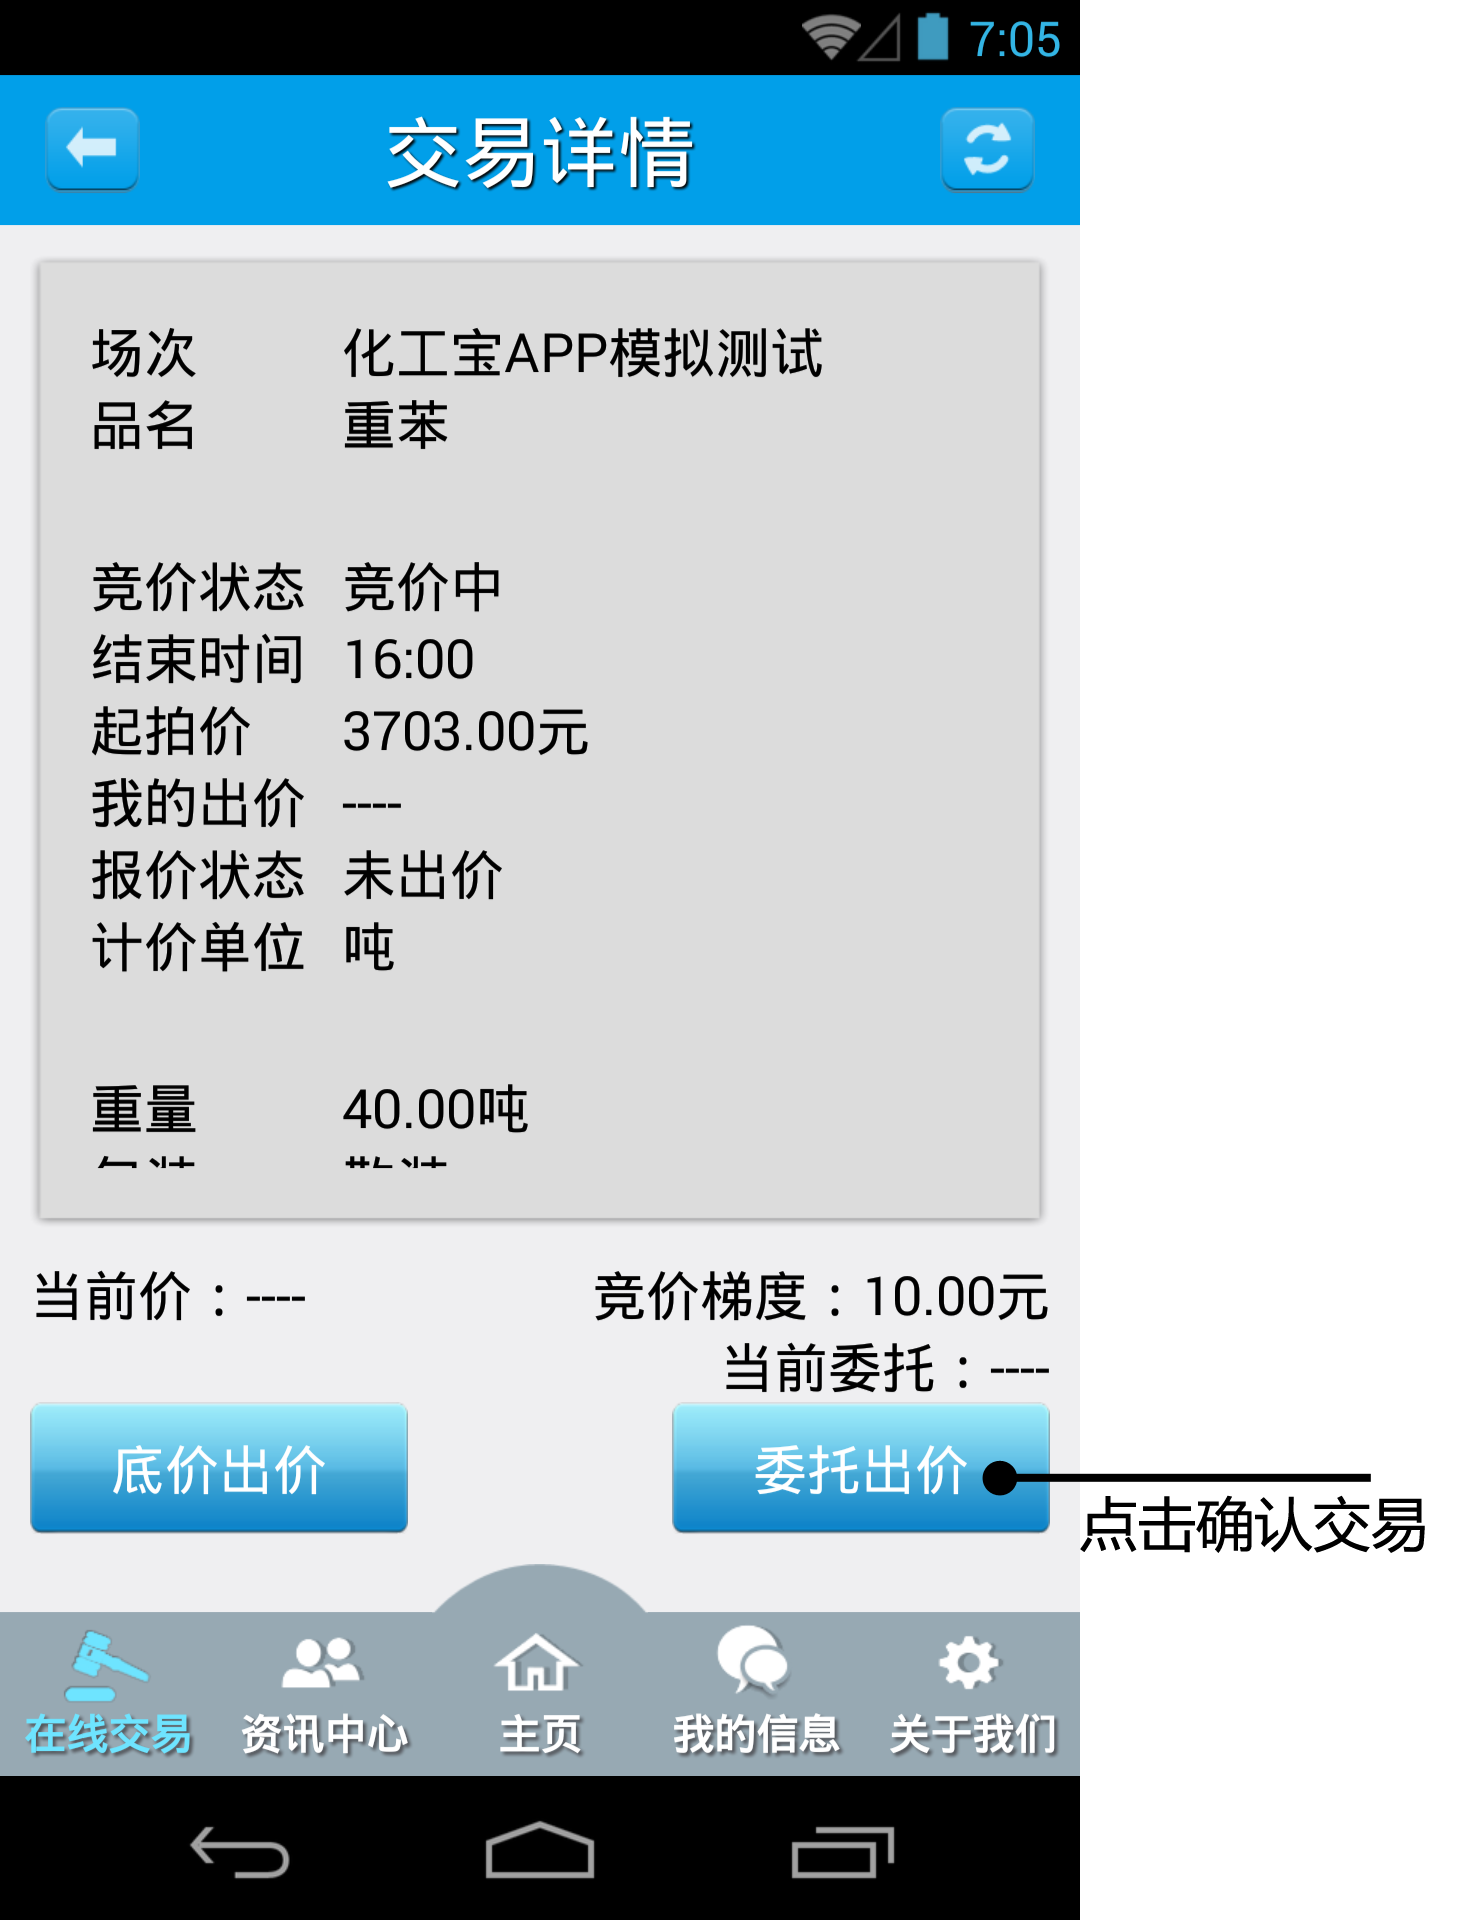 7:05
交易详情
场次 化工宝APP模拟测试
品名 重苯
竞价状态 竞价中
结束时间 16:00
起拍价 3703.00元
我的出价 ----
报价状态 未出价
计价单位 吨
重量 40.00吨
当前价：---- 竞价梯度：10.00元
当前委托：----
底价出价 委托出价
点击确认交易
在线交易 资讯中心 主页 我的信息 关于我们